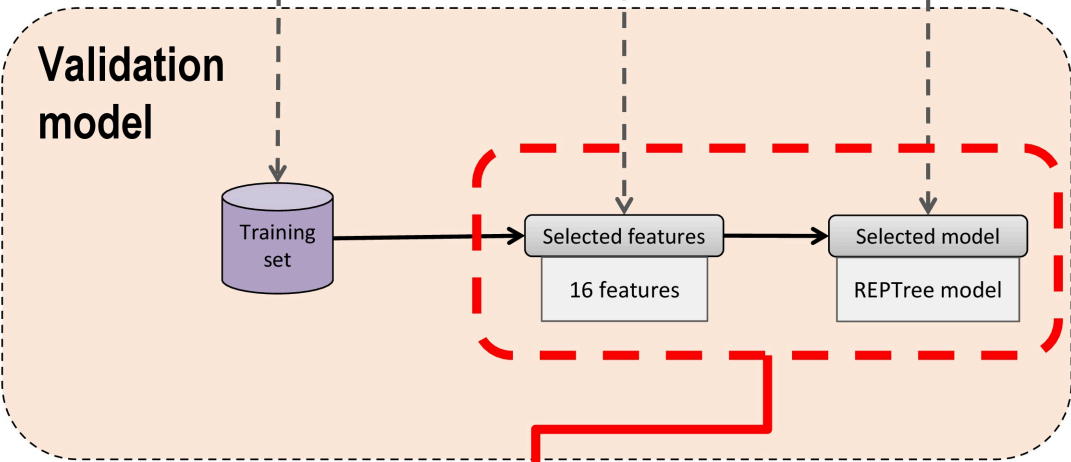 Validation
model
Training
set
Selected features
16 features
Selected model
REPTree model